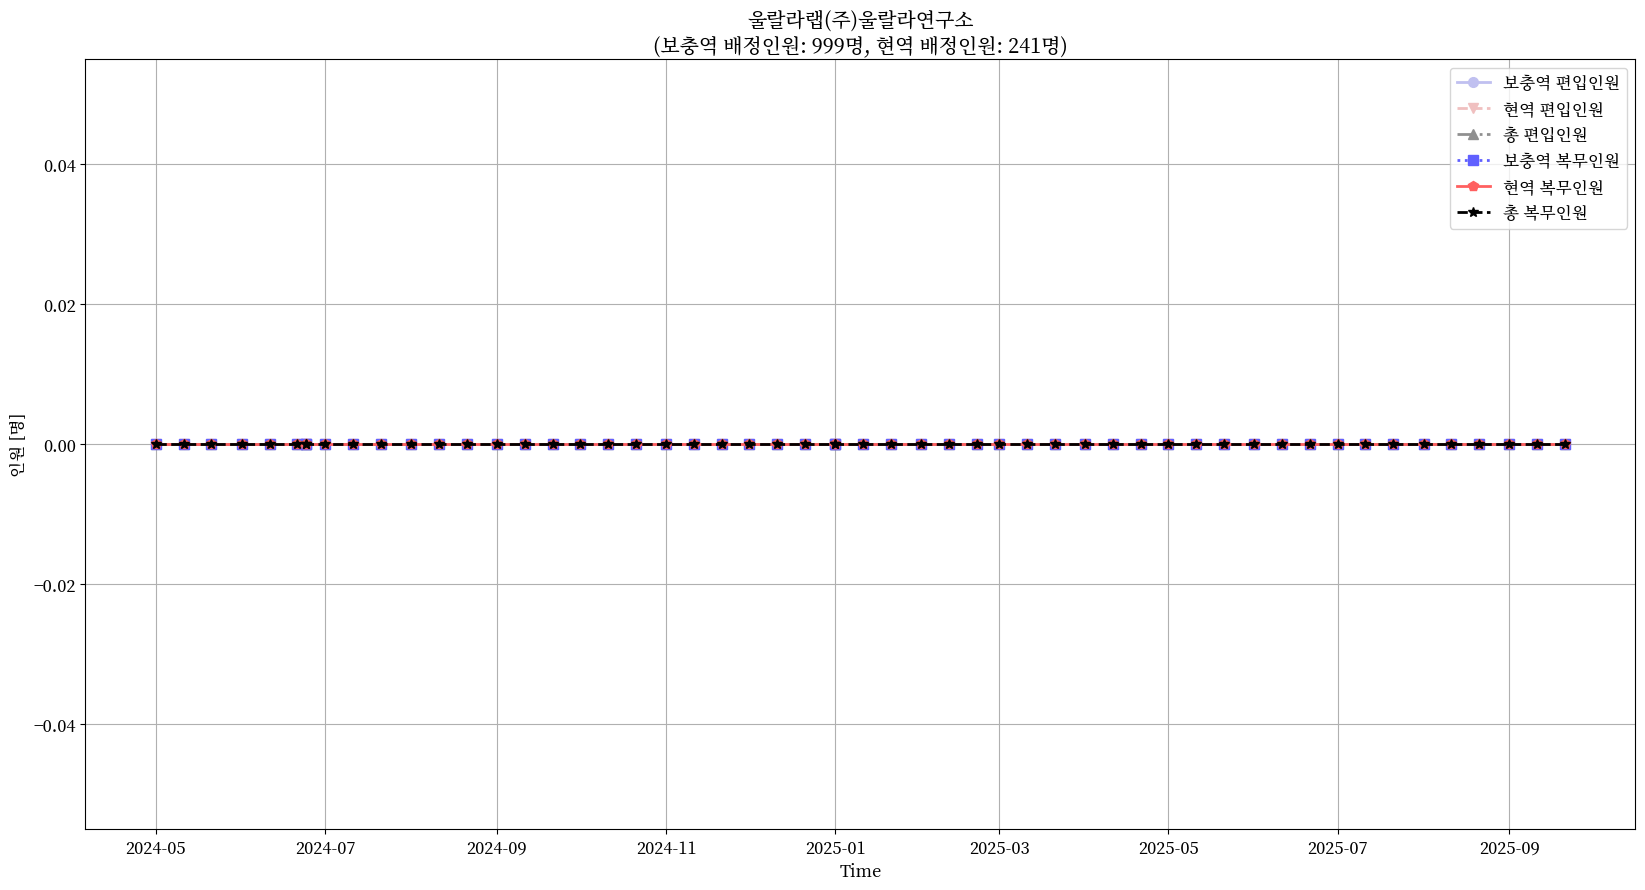 울랄라랩(주)울랄라연구소
(보충역 배정인원: 999명, 현역 배정인원: 241명)
보충역 편입인원
현역 편입인원
총 편입인원
보충역 복무인원
현역 복무인원
총 복무인원
인원 [명]
0.04
0.02
0.00
−0.02
−0.04
2024-05
2024-07
2024-09
2024-11
2025-01
2025-03
2025-05
2025-07
2025-09
Time